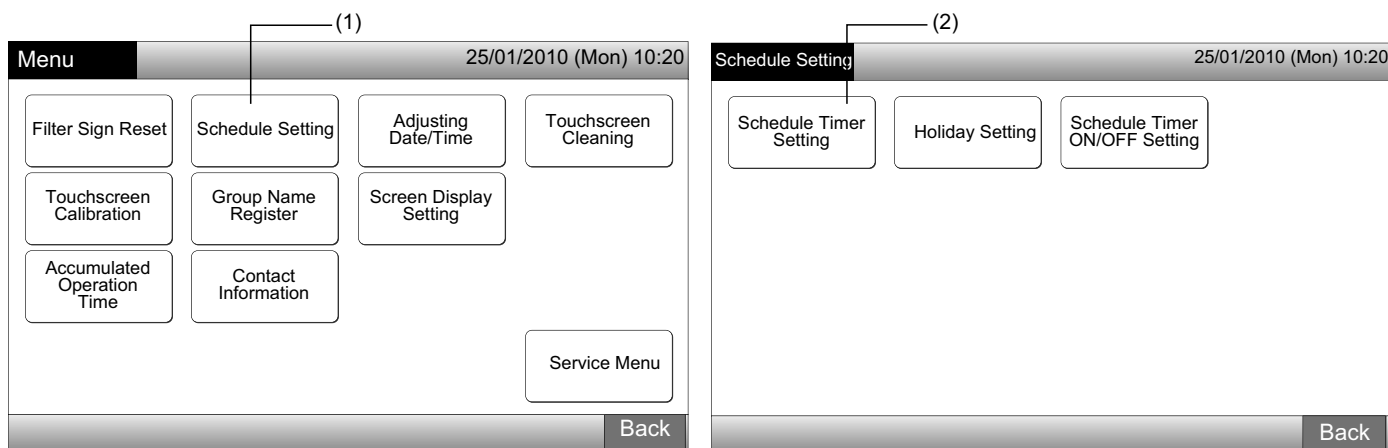 (1)
Menu
25/01/2010 (Mon) 10:20
Filter Sign Reset
Schedule Setting
Adjusting
Date/Time
Touchscreen
Cleaning
Touchscreen
Calibration
Group Name
Register
Screen Display
Setting
Accumulated
Operation
Time
Contact
Information
Service Menu
Back
(2)
Schedule Setting
25/01/2010 (Mon) 10:20
Schedule Timer
Setting
Holiday Setting
Schedule Timer
ON/OFF Setting
Back